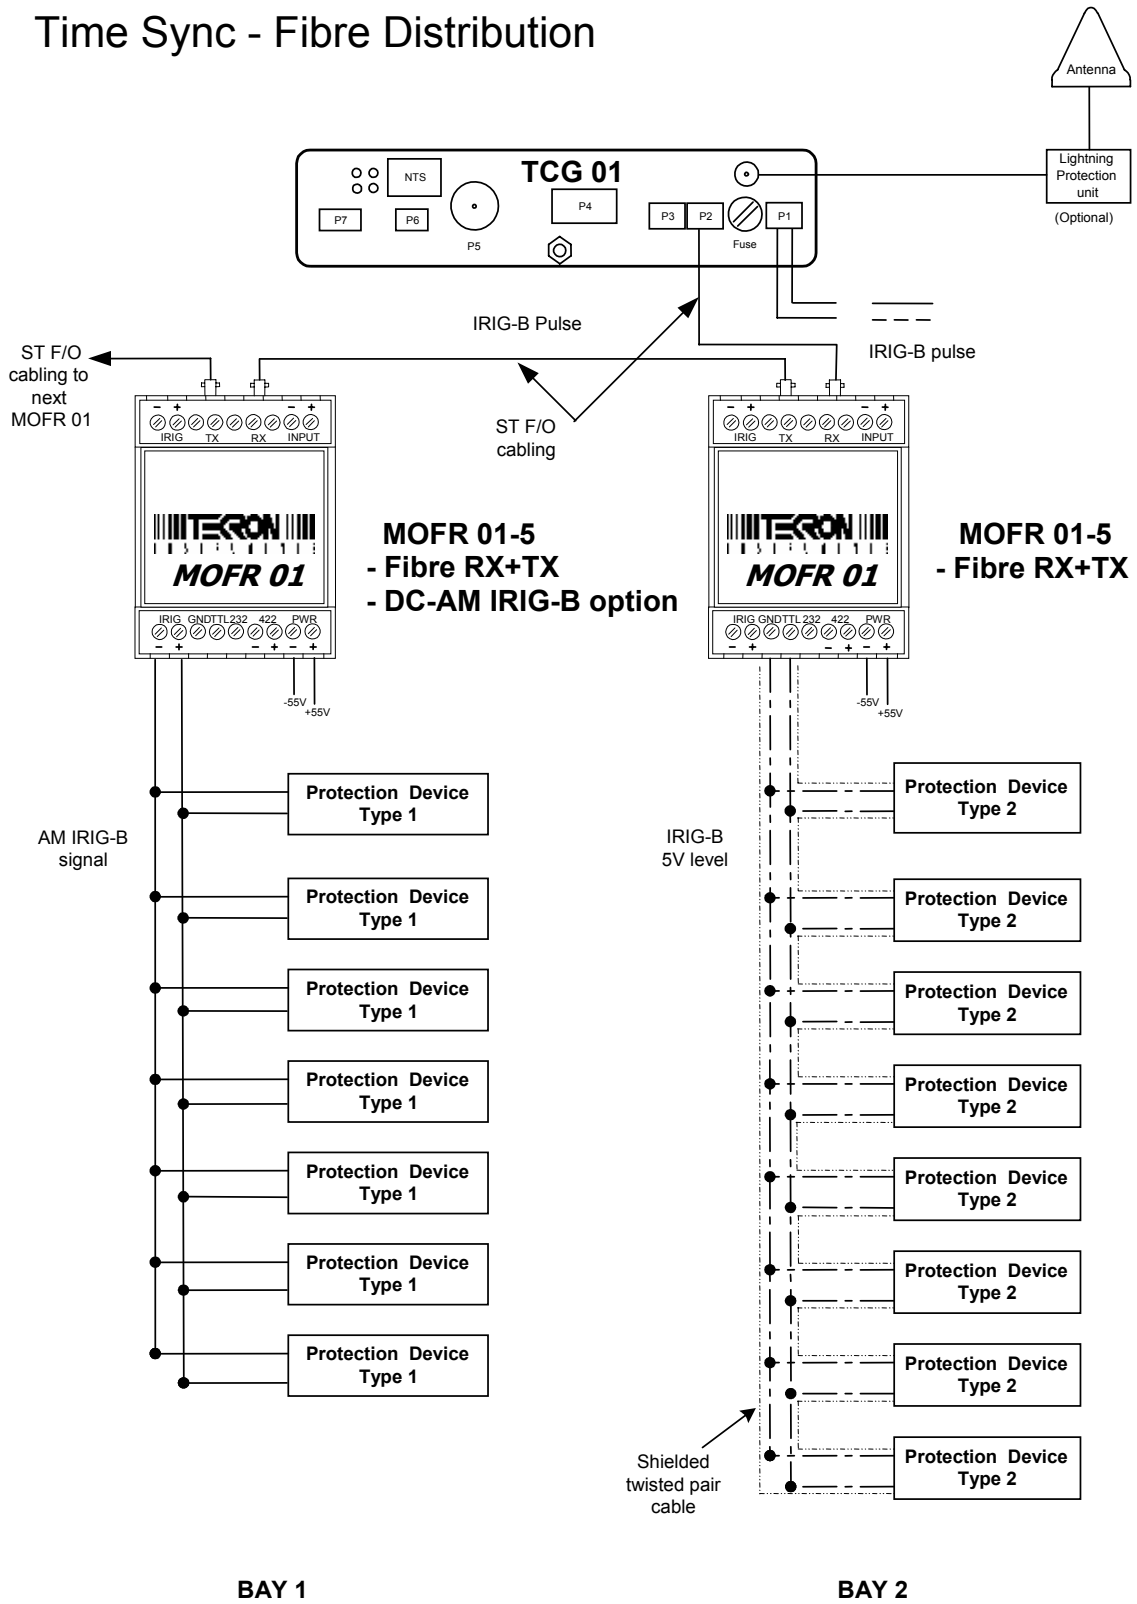 Time Sync - Fibre Distribution
Antenna
Lightning
Protection
unit
(Optional)
TCG 01
NTS
P7
P6
P5
P4
P3
P2
Fuse
P1
IRIG-B Pulse
IRIG-B pulse
ST F/O
cabling to
next
MOFR 01
ST F/O
cabling
- +
- +
IRIG TX RX INPUT
TEKRON
MOFR 01
IRIG GND TTL 232 422 PWR
- + - + - +
-55V
+55V
MOFR 01-5
- Fibre RX+TX
- DC-AM IRIG-B option
- +
- +
IRIG TX RX INPUT
TEKRON
MOFR 01
IRIG GND TTL 232 422 PWR
- + - + - +
-55V
+55V
MOFR 01-5
- Fibre RX+TX
AM IRIG-B
signal
Protection Device
Type 1
Protection Device
Type 1
Protection Device
Type 1
Protection Device
Type 1
Protection Device
Type 1
Protection Device
Type 1
Protection Device
Type 1
IRIG-B
5V level
Protection Device
Type 2
Protection Device
Type 2
Protection Device
Type 2
Protection Device
Type 2
Protection Device
Type 2
Protection Device
Type 2
Protection Device
Type 2
Protection Device
Type 2
Shielded
twisted pair
cable
BAY 1
BAY 2